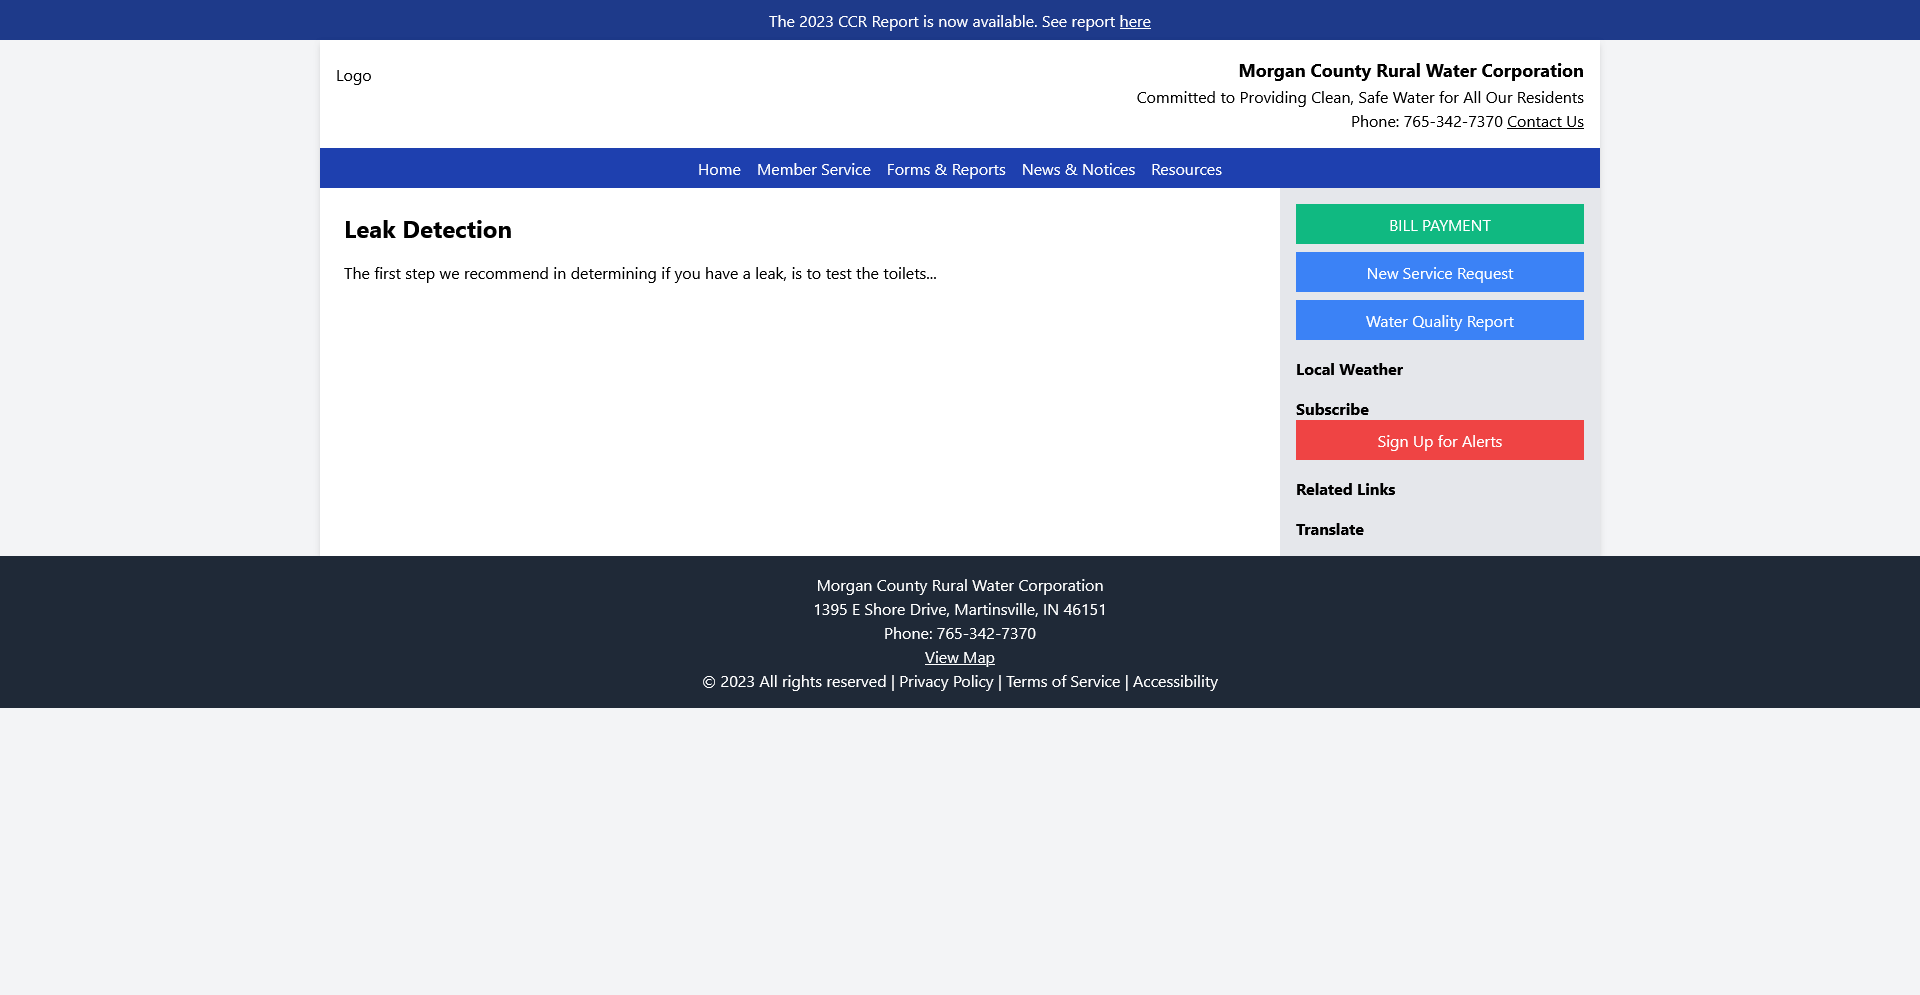 The 2023 CCR Report is now available. See report here
Logo
Morgan County Rural Water Corporation
Committed to Providing Clean, Safe Water for All Our Residents
Phone: 765-342-7370 Contact Us
Home Member Service Forms & Reports News & Notices Resources
Leak Detection
The first step we recommend in determining if you have a leak, is to test the toilets...
BILL PAYMENT
New Service Request
Water Quality Report
Local Weather
Subscribe
Sign Up for Alerts
Related Links
Translate
Morgan County Rural Water Corporation
1395 E Shore Drive, Martinsville, IN 46151
Phone: 765-342-7370
View Map
© 2023 All rights reserved | Privacy Policy | Terms of Service | Accessibility